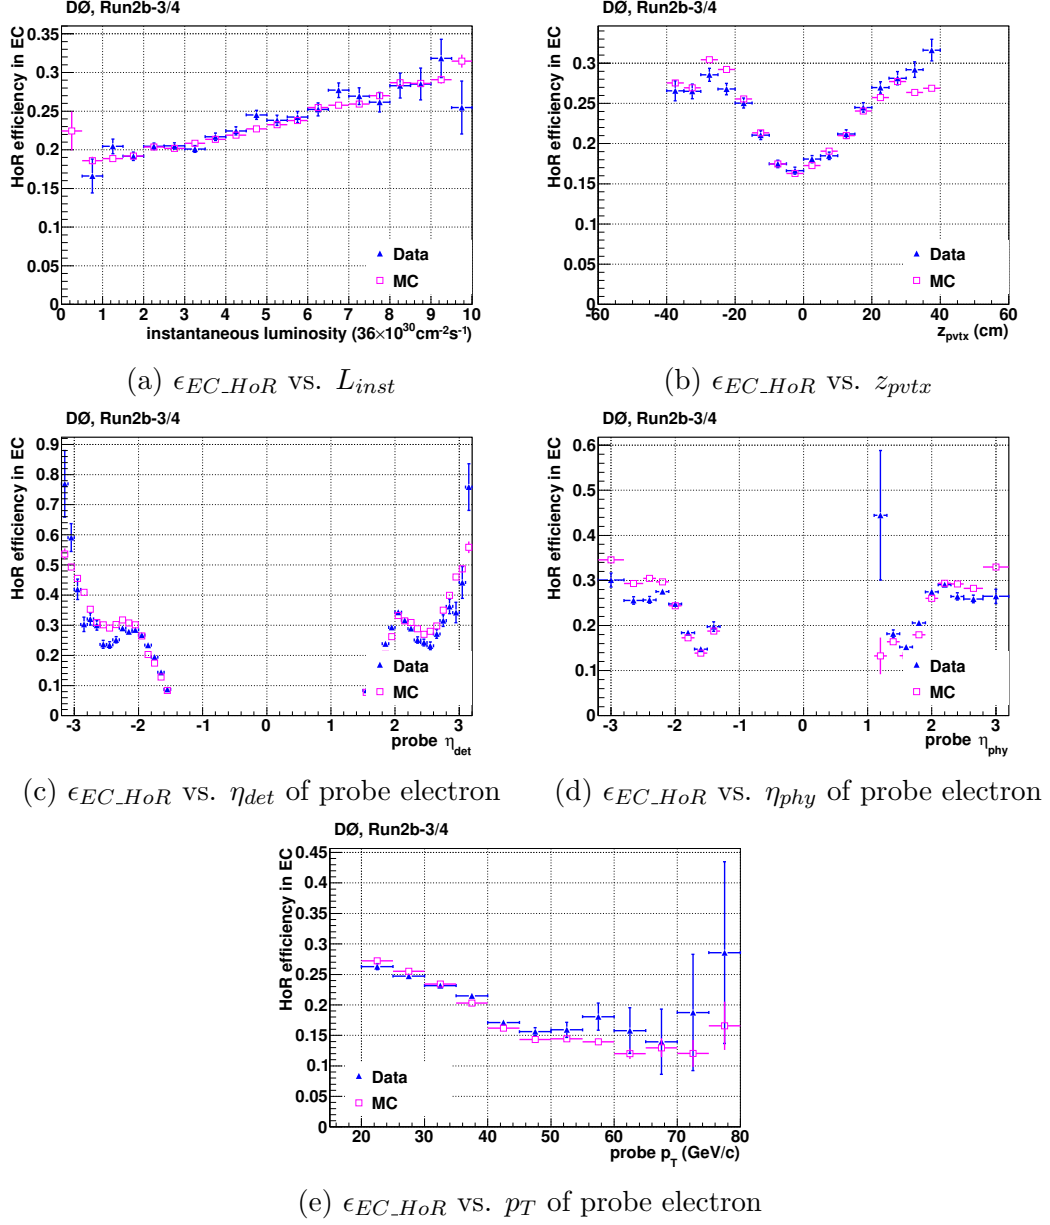 DØ, Run2b-3/4
HoR efficiency in EC
0.35
0.3
0.25
0.2
0.15
0.1
0.05
0
Data
MC
0 1 2 3 4 5 6 7 8 9 10
instantaneous luminosity (36×10^30 cm-2s-1)
(a) ϵ_EC_HoR vs. L_inst
DØ, Run2b-3/4
HoR efficiency in EC
0.3
0.25
0.2
0.15
0.1
0.05
0
Data
MC
-60 -40 -20 0 20 40 60
z_pvtx (cm)
(b) ϵ_EC_HoR vs. z_pvtx
DØ, Run2b-3/4
HoR efficiency in EC
0.9
0.8
0.7
0.6
0.5
0.4
0.3
0.2
0.1
0
Data
MC
-3 -2 -1 0 1 2 3
probe η_det
(c) ϵ_EC_HoR vs. η_det of probe electron
DØ, Run2b-3/4
HoR efficiency in EC
0.6
0.5
0.4
0.3
0.2
0.1
0
Data
MC
-3 -2 -1 0 1 2 3
probe η_phy
(d) ϵ_EC_HoR vs. η_phy of probe electron
DØ, Run2b-3/4
HoR efficiency in EC
0.45
0.4
0.35
0.3
0.25
0.2
0.15
0.1
0.05
0
Data
MC
20 30 40 50 60 70 80
probe p_T (GeV/c)
(e) ϵ_EC_HoR vs. p_T of probe electron